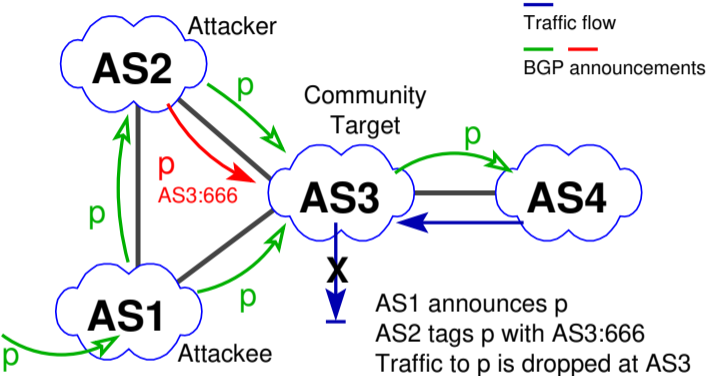 Attacker
AS2
Traffic flow
BGP announcements
p
Community
Target
p
p
AS3:666
AS3
AS4
p
p
p
AS1
Attackee
X
p
AS1 announces p
AS2 tags p with AS3:666
Traffic to p is dropped at AS3